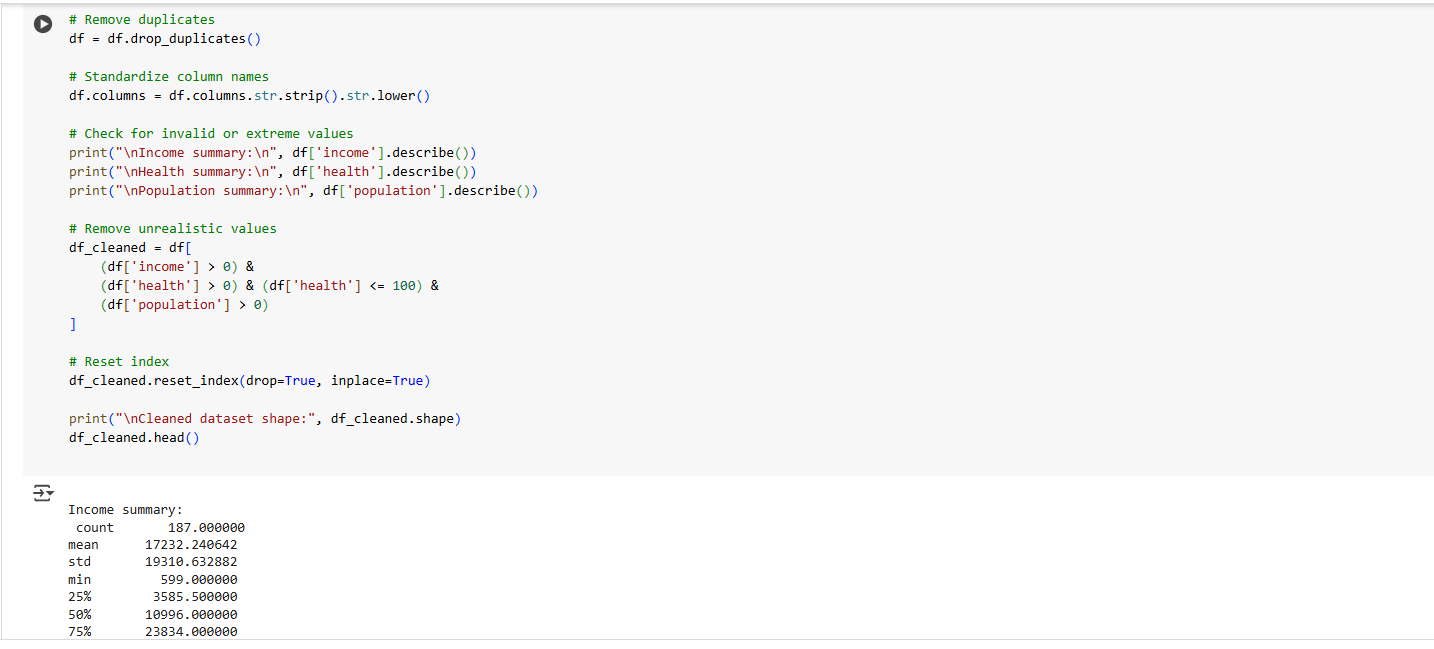 # Remove duplicates
df = df.drop_duplicates()
# Standardize column names
df.columns = df.columns.str.strip().str.lower()
# Check for invalid or extreme values
print("\nIncome summary:\n", df['income'].describe())
print("\nHealth summary:\n", df['health'].describe())
print("\nPopulation summary:\n", df['population'].describe())
# Remove unrealistic values
df_cleaned = df[
    (df['income'] > 0) &
    (df['health'] > 0) & (df['health'] <= 100) &
    (df['population'] > 0)
]
# Reset index
df_cleaned.reset_index(drop=True, inplace=True)
print("\nCleaned dataset shape:", df_cleaned.shape)
df_cleaned.head()
Income summary:
 count       187.000000
mean      17232.240642
std       19310.632882
min         599.000000
25%        3585.500000
50%       10996.000000
75%       23834.000000